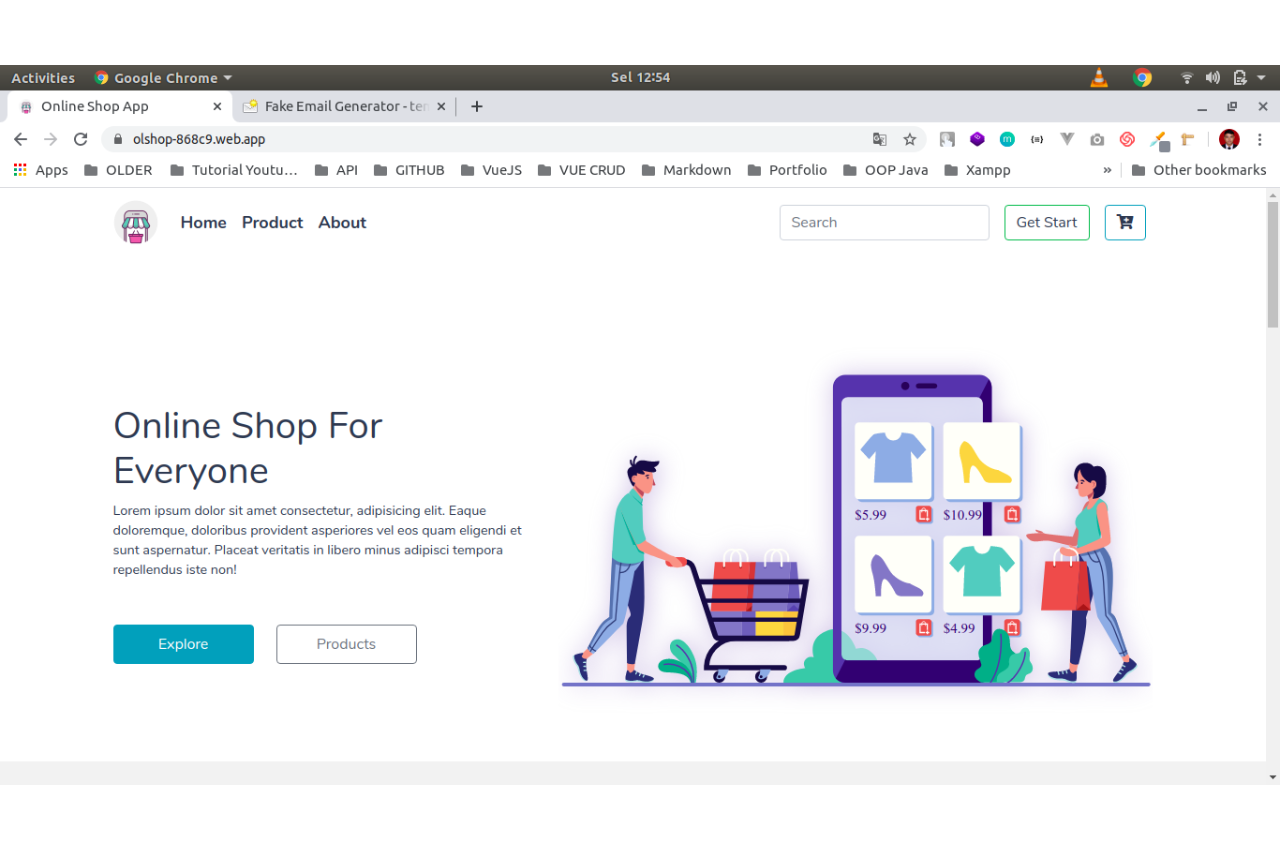 Activities Google Chrome Sel 12:54
Online Shop App Fake Email Generator - ten
olshop-868c9.web.app
Apps OLDER Tutorial Youtu... API GITHUB VueJS VUE CRUD Markdown Portfolio OOP Java Xampp » Other bookmarks
Home Product About Search Get Start
Online Shop For
Everyone
Lorem ipsum dolor sit amet consectetur, adipisicing elit. Eaque
doloremque, doloribus provident asperiores vel eos quam eligendi et
sunt aspernatur. Placeat veritatis in libero minus adipisci tempora
repellendus iste non!
Explore Products
$5.99 $10.99
$9.99 $4.99